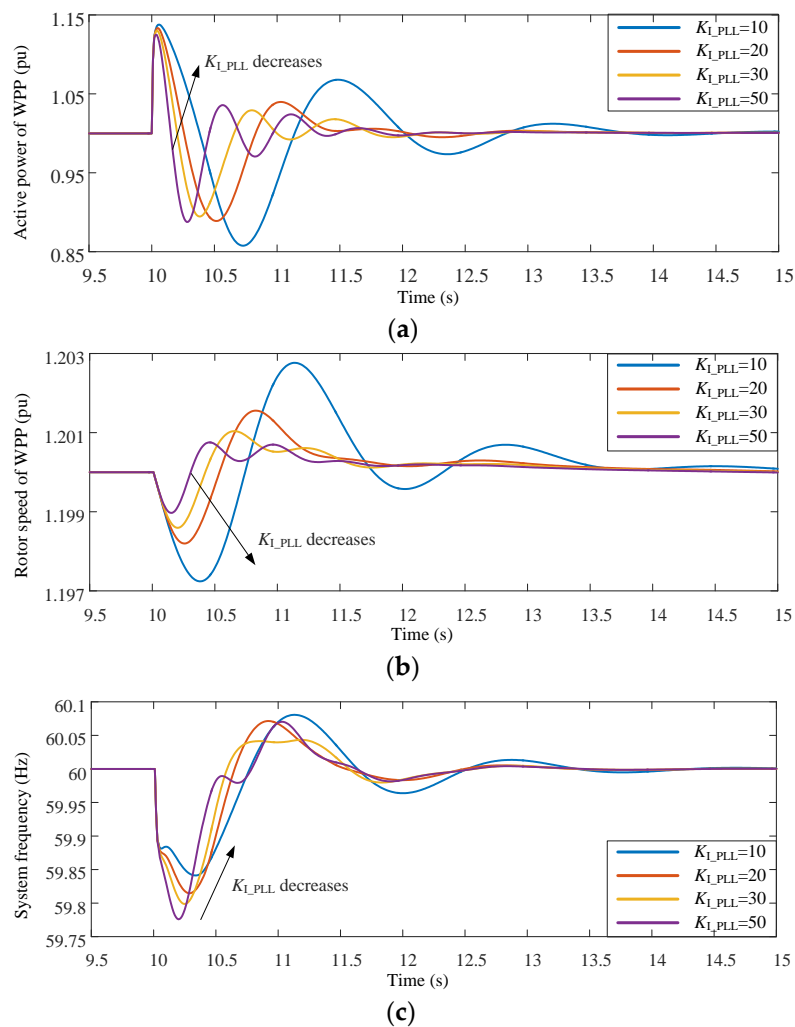 Active power of WPP (pu)
1.15
1.05
0.95
0.85
K_I_PLL decreases
K_I_PLL=10
K_I_PLL=20
K_I_PLL=30
K_I_PLL=50
9.5 10 10.5 11 11.5 12 12.5 13 13.5 14 14.5 15
Time (s)
(a)
Rotor speed of WPP (pu)
1.203
1.201
1.199
1.197
K_I_PLL decreases
K_I_PLL=10
K_I_PLL=20
K_I_PLL=30
K_I_PLL=50
9.5 10 10.5 11 11.5 12 12.5 13 13.5 14 14.5 15
Time (s)
(b)
System frequency (Hz)
60.1
60.05
60
59.95
59.9
59.85
59.8
59.75
K_I_PLL decreases
K_I_PLL=10
K_I_PLL=20
K_I_PLL=30
K_I_PLL=50
9.5 10 10.5 11 11.5 12 12.5 13 13.5 14 14.5 15
Time (s)
(c)